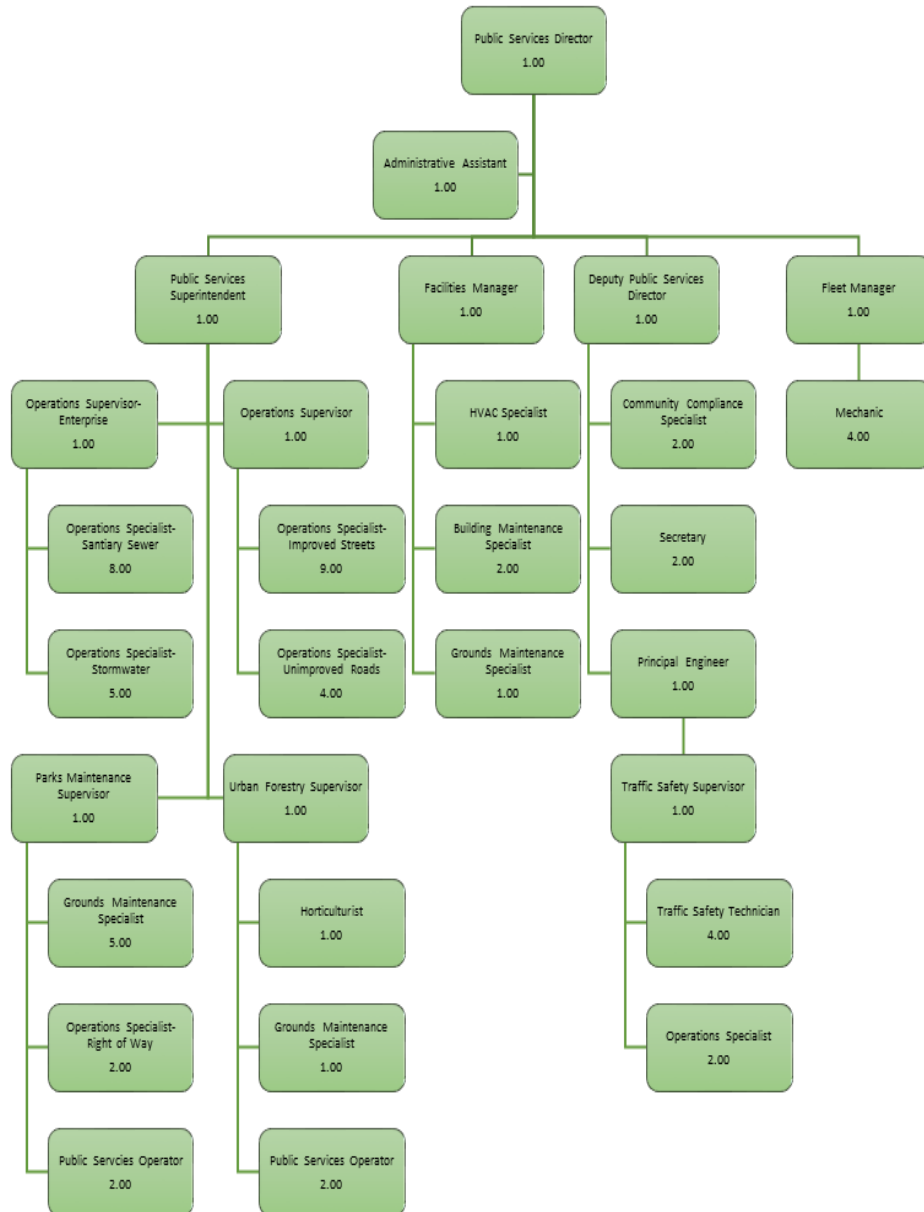 Public Services Director
1.00
Administrative Assistant
1.00
Public Services
Superintendent
1.00
Facilities Manager
1.00
Deputy Public Services
Director
1.00
Fleet Manager
1.00
Operations Supervisor-
Enterprise
1.00
Operations Supervisor
1.00
HVAC Specialist
1.00
Community Compliance
Specialist
2.00
Mechanic
4.00
Operations Specialist-
Santiary Sewer
8.00
Operations Specialist-
Improved Streets
9.00
Building Maintenance
Specialist
2.00
Secretary
2.00
Operations Specialist-
Stormwater
5.00
Operations Specialist-
Unimproved Roads
4.00
Grounds Maintenance
Specialist
1.00
Principal Engineer
1.00
Parks Maintenance
Supervisor
1.00
Urban Forestry Supervisor
1.00
Traffic Safety Supervisor
1.00
Grounds Maintenance
Specialist
5.00
Horticulturist
1.00
Traffic Safety Technician
4.00
Operations Specialist-
Right of Way
2.00
Grounds Maintenance
Specialist
1.00
Operations Specialist
2.00
Public Servcies Operator
2.00
Public Services Operator
2.00